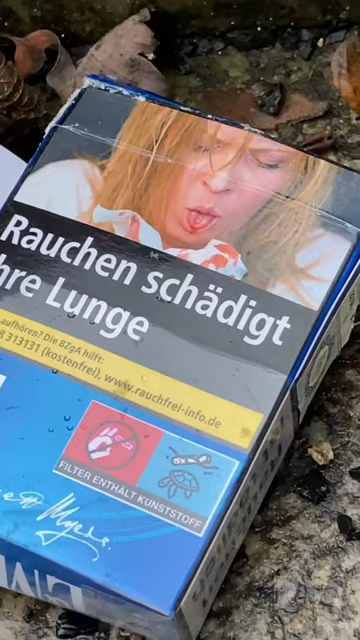 Rauchen schädigt
hre Lunge
aufhören? Die BZgA hilft:
8 313131 (kostenfrei), www.rauchfrei-info.de
FILTER ENTHÄLT KUNSTSTOFF